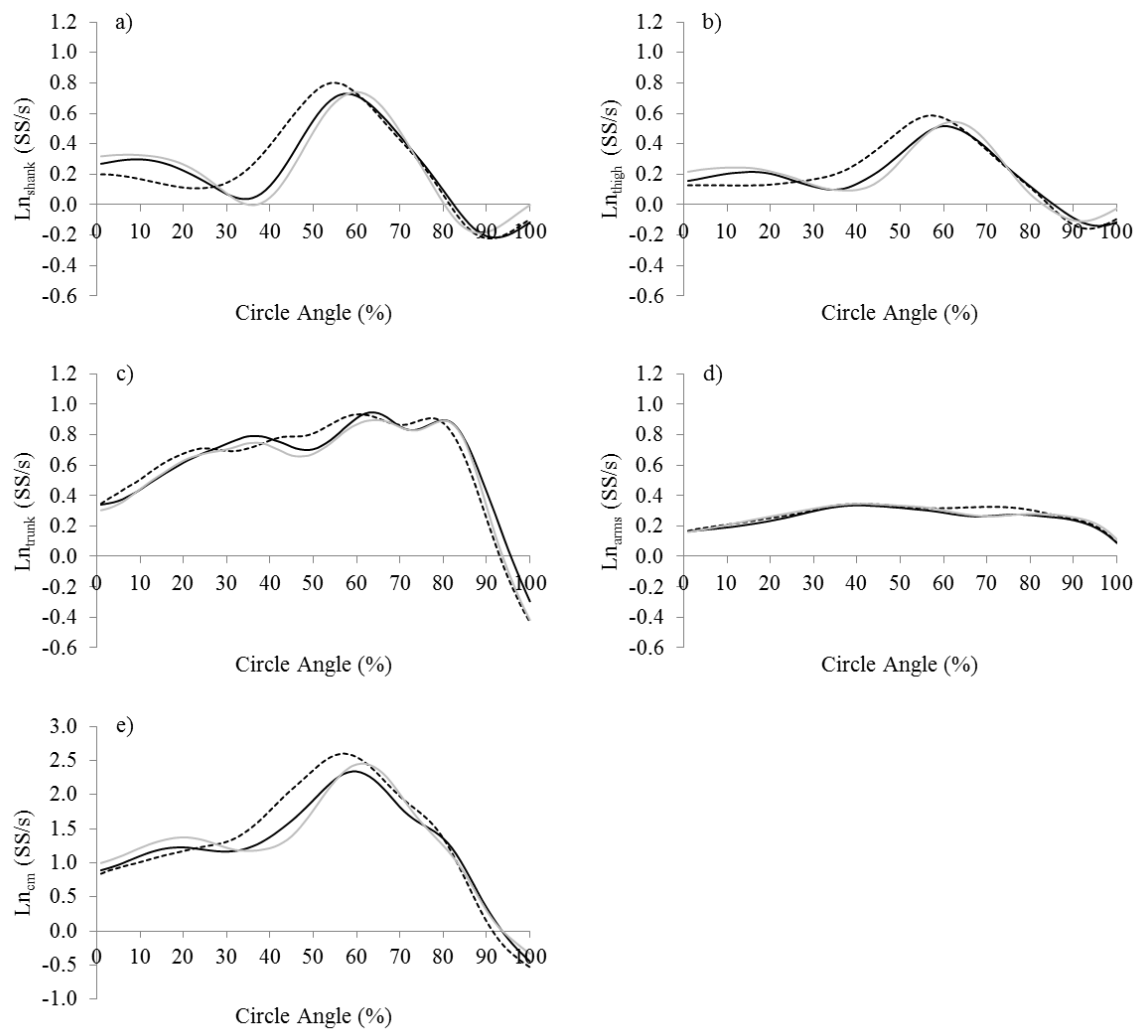 a)
1.2
1.0
0.8
0.6
0.4
0.2
0.0
-0.2
-0.4
-0.6
0 10 20 30 40 50 60 70 80 90 100
Ln_shank (SS/s)
Circle Angle (%)
b)
1.2
1.0
0.8
0.6
0.4
0.2
0.0
-0.2
-0.4
-0.6
0 10 20 30 40 50 60 70 80 90 100
Ln_thigh (SS/s)
Circle Angle (%)
c)
1.2
1.0
0.8
0.6
0.4
0.2
0.0
-0.2
-0.4
-0.6
0 10 20 30 40 50 60 70 80 90 100
Ln_trunk (SS/s)
Circle Angle (%)
d)
1.2
1.0
0.8
0.6
0.4
0.2
0.0
-0.2
-0.4
-0.6
0 10 20 30 40 50 60 70 80 90 100
Ln_arms (SS/s)
Circle Angle (%)
e)
3.0
2.5
2.0
1.5
1.0
0.5
0.0
-0.5
-1.0
0 10 20 30 40 50 60 70 80 90 100
Ln_cm (SS/s)
Circle Angle (%)